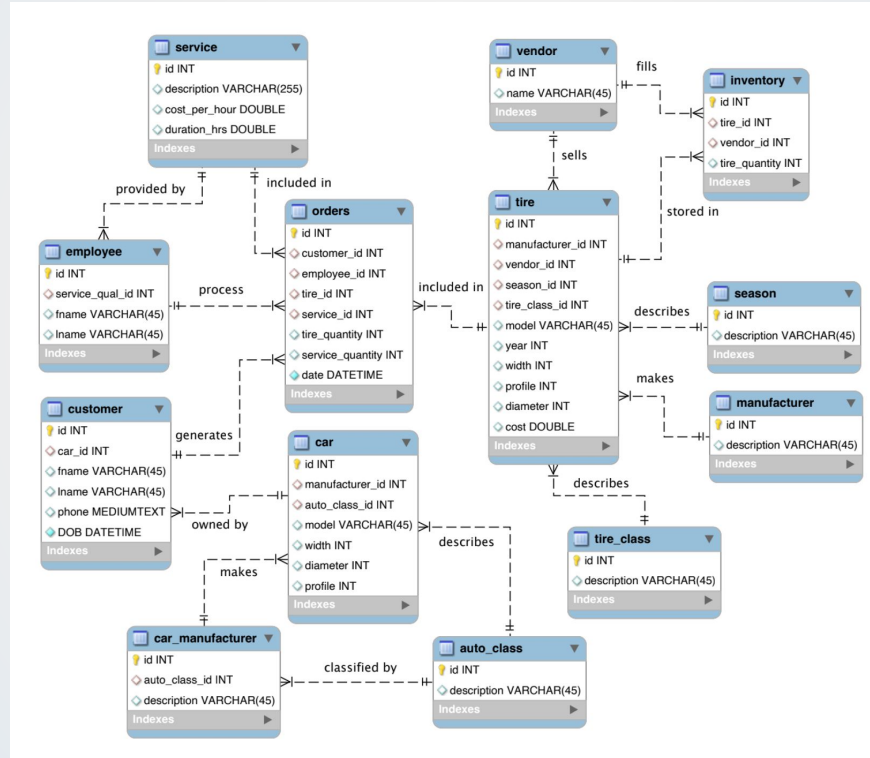 service
id INT
description VARCHAR(255)
cost_per_hour DOUBLE
duration_hrs DOUBLE
Indexes
vendor
id INT
name VARCHAR(45)
fills
inventory
id INT
tire_id INT
vendor_id INT
tire_quantity INT
Indexes
sells
provided by
included in
stored in
orders
id INT
customer_id INT
employee_id INT
tire_id INT
service_id INT
tire_quantity INT
service_quantity INT
date DATETIME
Indexes
tire
id INT
manufacturer_id INT
vendor_id INT
season_id INT
tire_class_id INT
model VARCHAR(45)
year INT
width INT
profile INT
diameter INT
cost DOUBLE
Indexes
employee
id INT
service_qual_id INT
fname VARCHAR(45)
lname VARCHAR(45)
Indexes
process
included in
describes
season
id INT
description VARCHAR(45)
Indexes
makes
manufacturer
id INT
description VARCHAR(45)
Indexes
customer
id INT
car_id INT
fname VARCHAR(45)
lname VARCHAR(45)
phone MEDIUMTEXT
DOB DATETIME
Indexes
generates
owned by
car
id INT
manufacturer_id INT
auto_class_id INT
model VARCHAR(45)
width INT
diameter INT
profile INT
Indexes
describes
describes
tire_class
id INT
description VARCHAR(45)
Indexes
makes
car_manufacturer
id INT
auto_class_id INT
description VARCHAR(45)
Indexes
classified by
auto_class
id INT
description VARCHAR(45)
Indexes